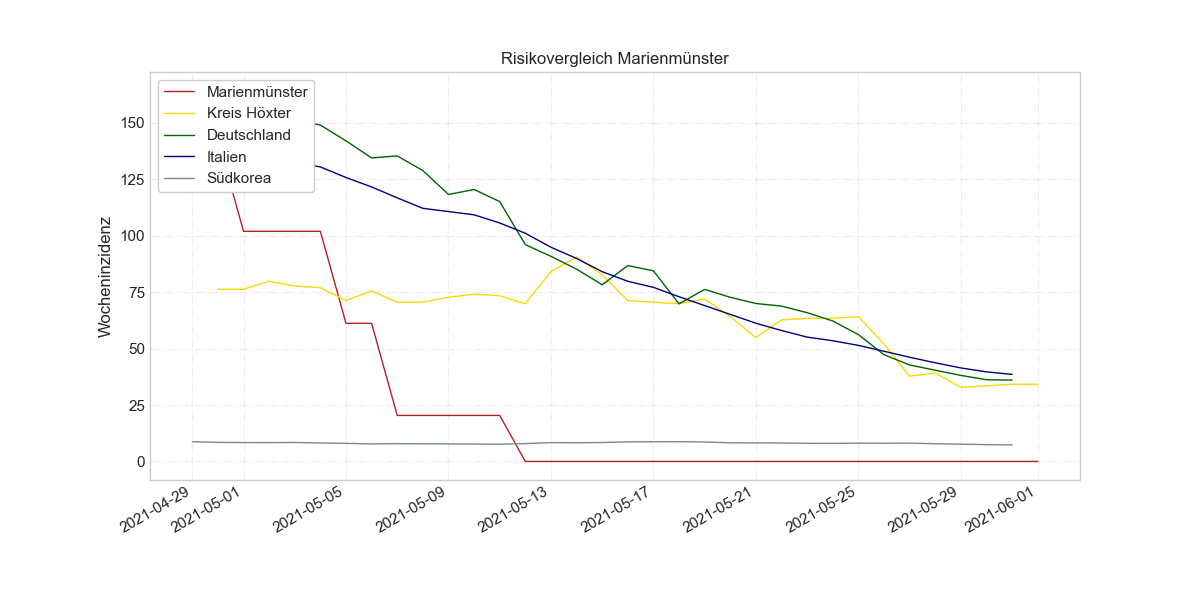 Risikovergleich Marienmünster
Marienmünster
Kreis Höxter
Deutschland
Italien
Südkorea
Wocheninzidenz
150
125
100
75
50
25
0
2021-04-29
2021-05-01
2021-05-05
2021-05-09
2021-05-13
2021-05-17
2021-05-21
2021-05-25
2021-05-29
2021-06-01